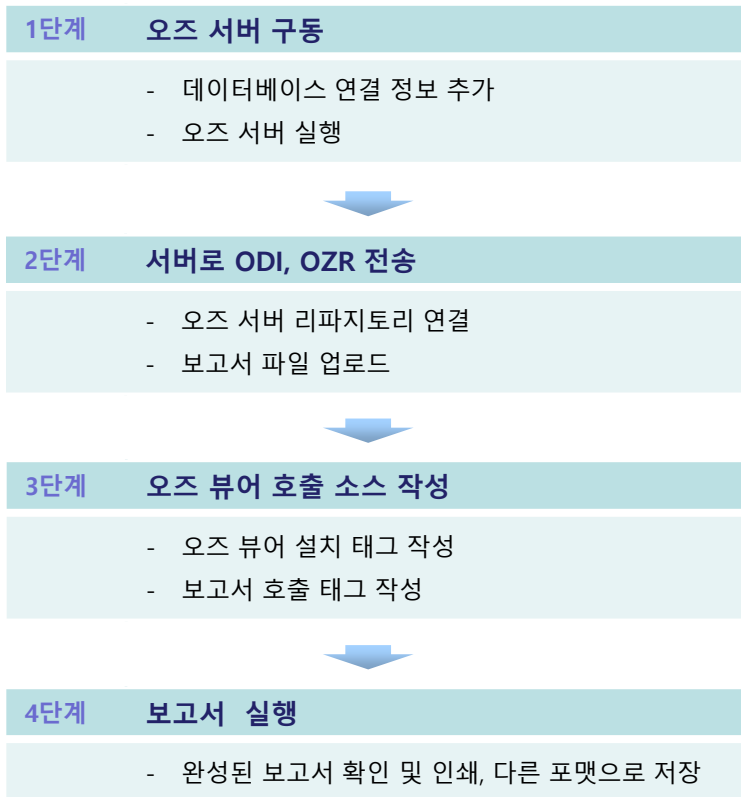 1단계 오즈 서버 구동
- 데이터베이스 연결 정보 추가
- 오즈 서버 실행
2단계 서버로 ODI, OZR 전송
- 오즈 서버 리파지토리 연결
- 보고서 파일 업로드
3단계 오즈 뷰어 호출 소스 작성
- 오즈 뷰어 설치 태그 작성
- 보고서 호출 태그 작성
4단계 보고서 실행
- 완성된 보고서 확인 및 인쇄, 다른 포맷으로 저장